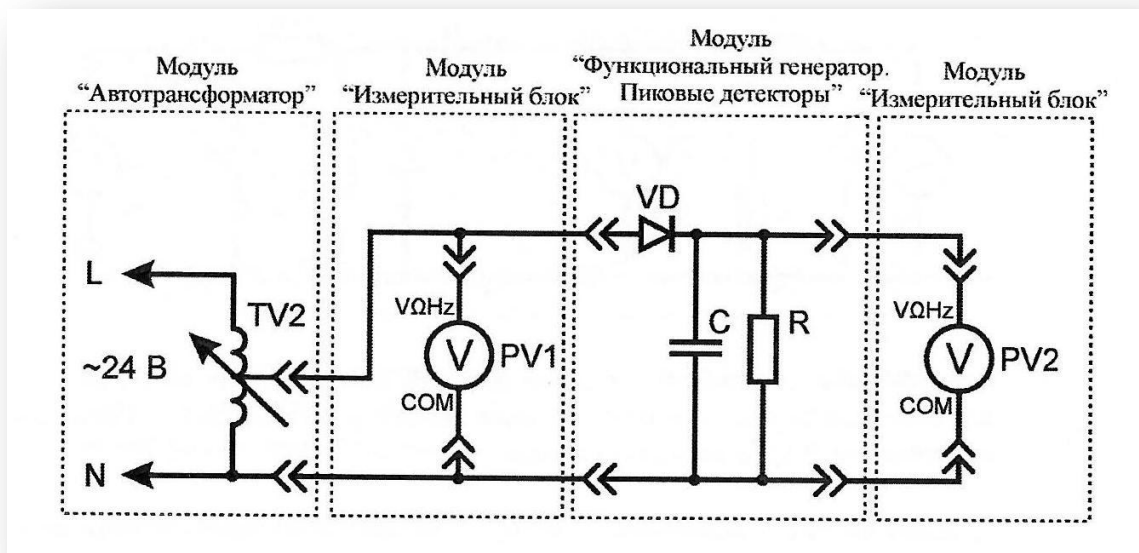 Модуль
“Автотрансформатор”
Модуль
“Измерительный блок”
Модуль
“Функциональный генератор.
Пиковые детекторы”
Модуль
“Измерительный блок”
VD
L
TV2
~24 В
N
VΩHz
V
PV1
COM
C
R
VΩHz
V
PV2
COM